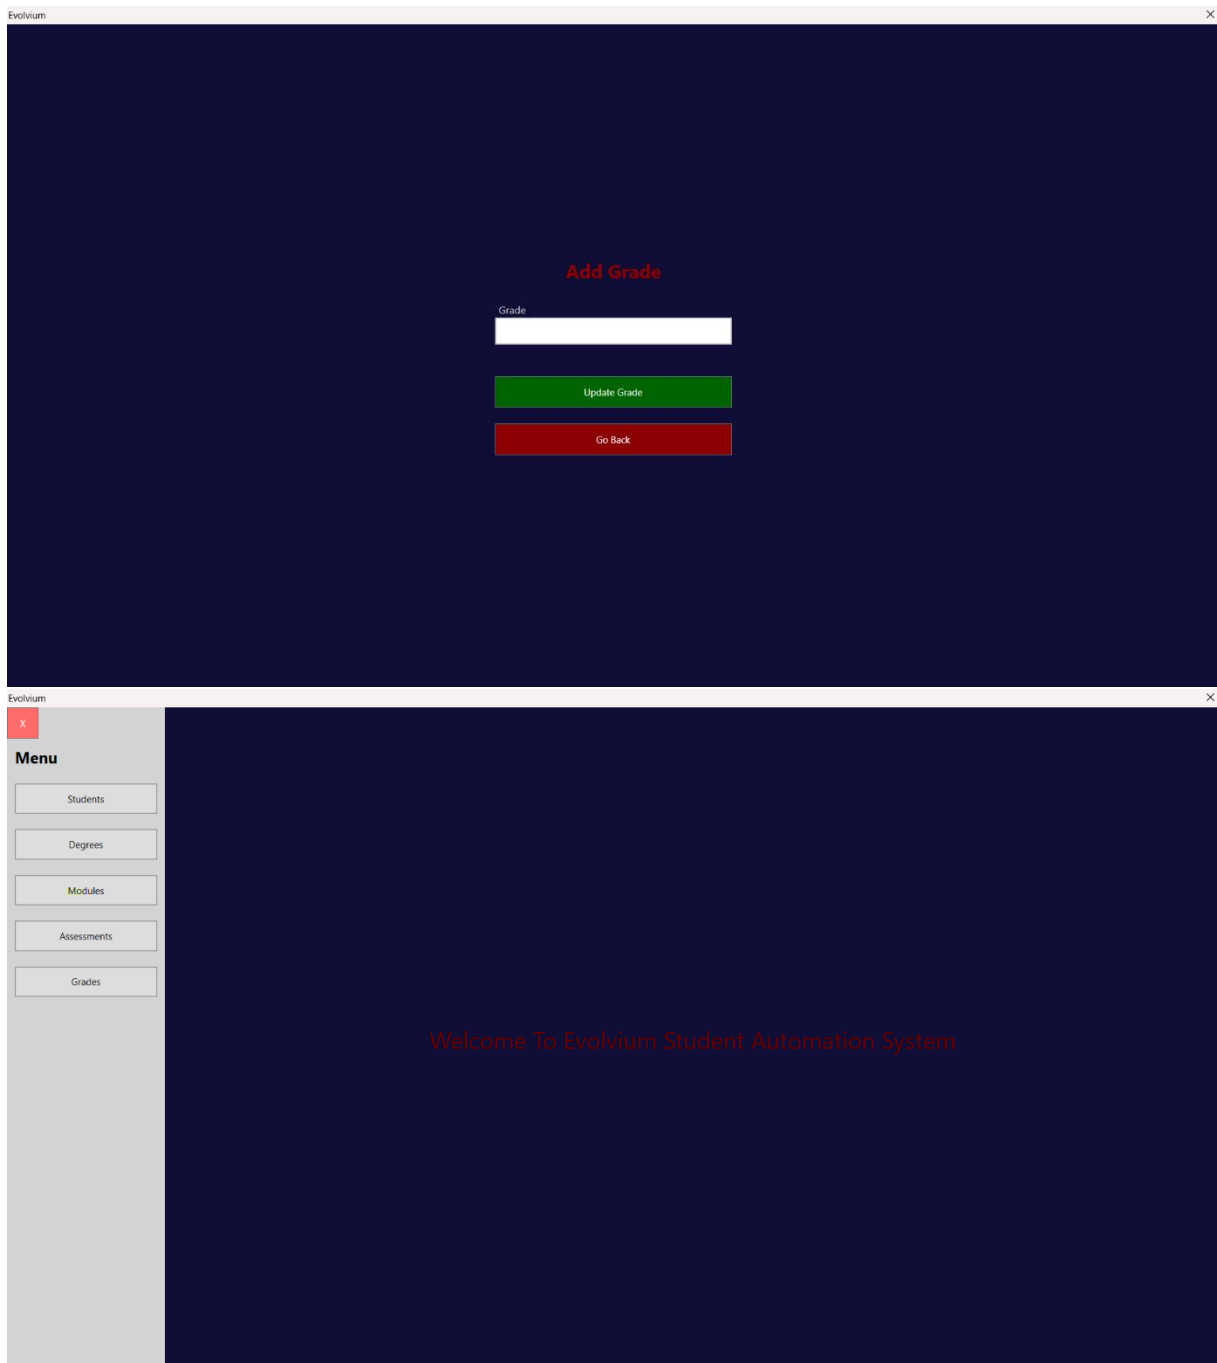 Evolvium
Add Grade
Grade
Update Grade
Go Back
Evolvium
X
Menu
Students
Degrees
Modules
Assessments
Grades
Welcome To Evolvium Student Automation System